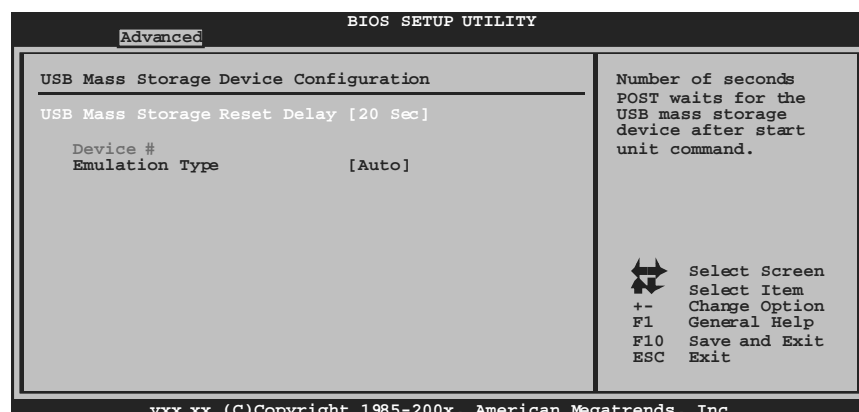 BIOS SETUP UTILITY
Advanced
USB Mass Storage Device Configuration
USB Mass Storage Reset Delay [20 Sec]
Device #
Emulation Type [Auto]
Number of seconds
POST waits for the
USB mass storage
device after start
unit command.
Select Screen
Select Item
+- Change Option
F1 General Help
F10 Save and Exit
ESC Exit
vxx.xx (C)Copyright 1985-200x, American Megatrends, Inc.